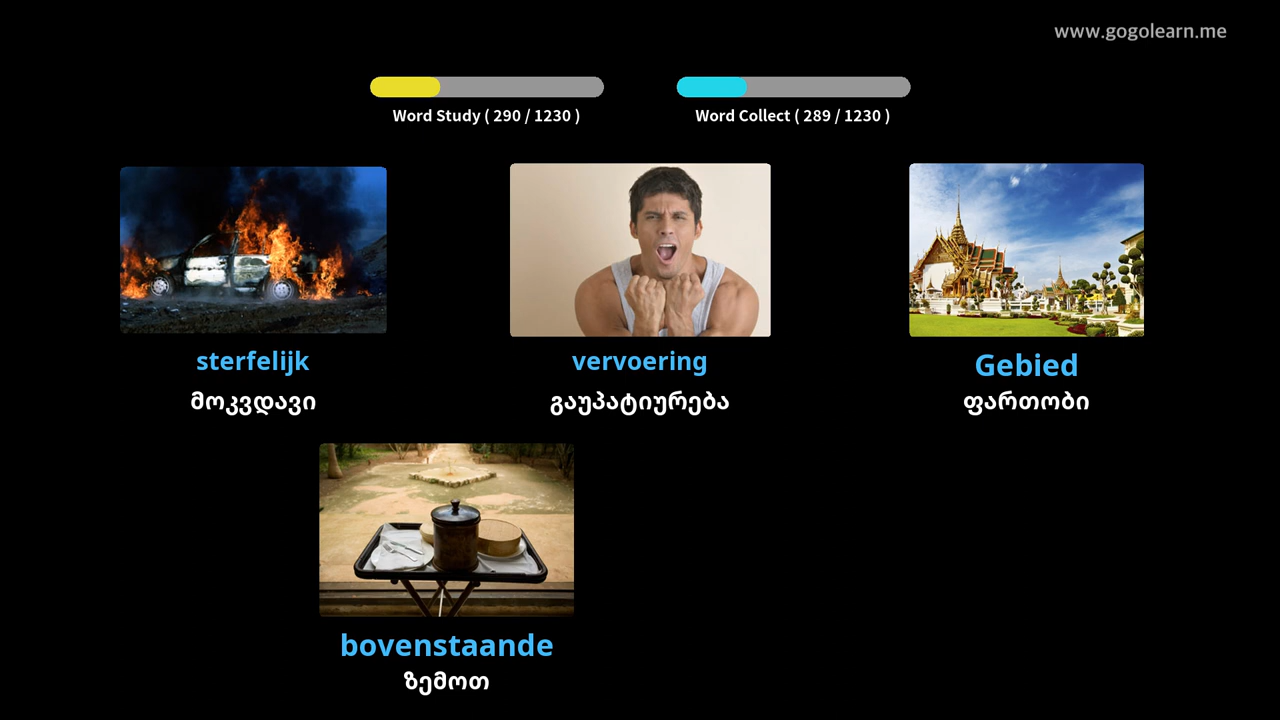 www.gogolearn.me
Word Study ( 290 / 1230 )
Word Collect ( 289 / 1230 )
sterfelijk
vervoering
Gebied
მოკვდავი
გაუპატიურება
ფართობი
bovenstaande
ზემოთ